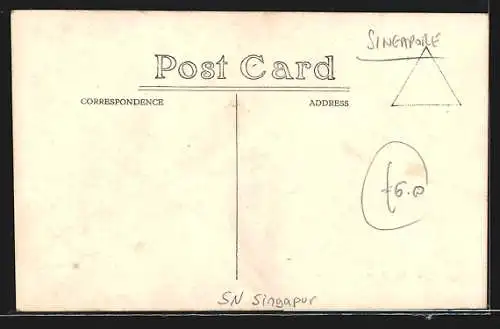 SINGAPORE
Post Card
CORRESPONDENCE ADDRESS
£6.0
SN Singapur